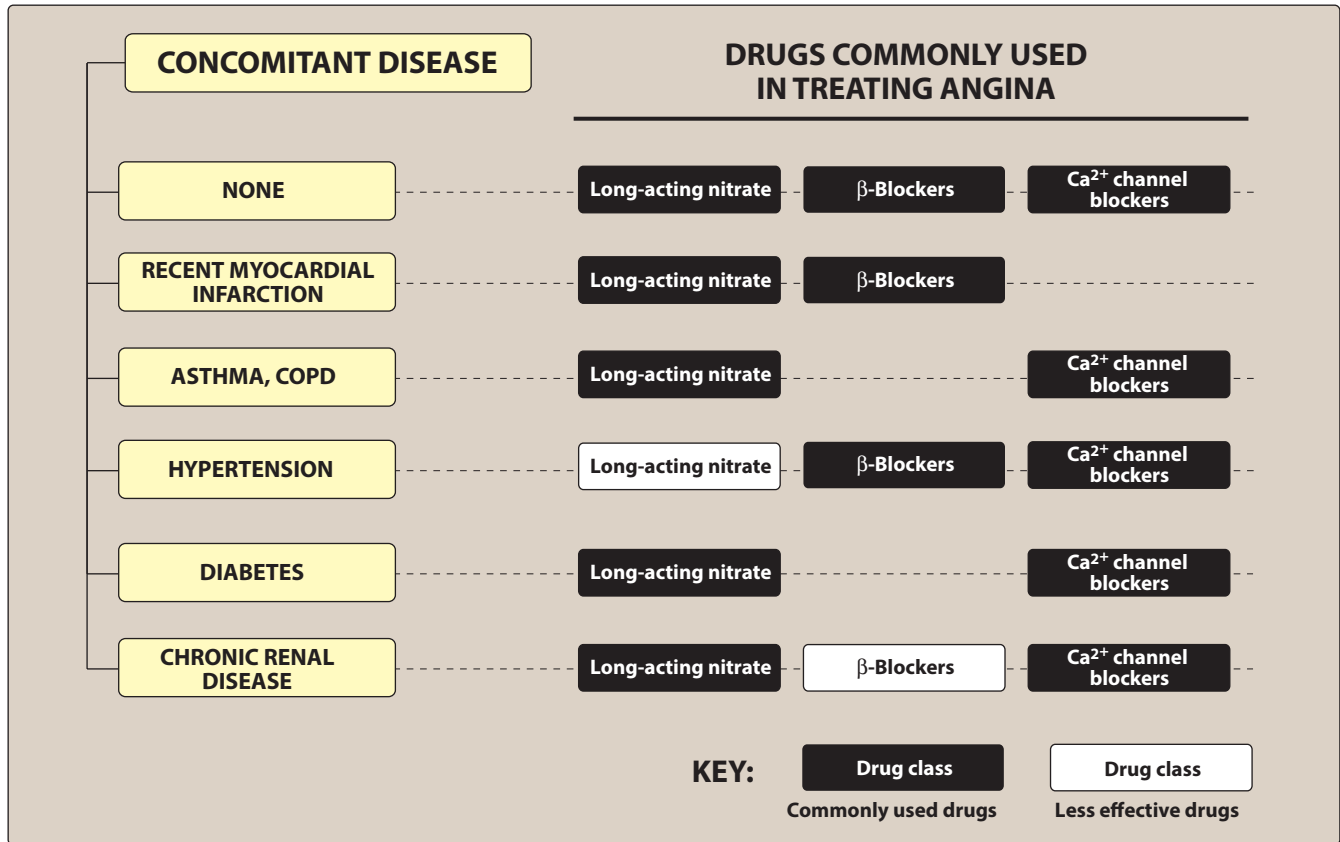 CONCOMITANT DISEASE
DRUGS COMMONLY USED
IN TREATING ANGINA
NONE
Long-acting nitrate
β-Blockers
Ca²⁺ channel
blockers
RECENT MYOCARDIAL
INFARCTION
Long-acting nitrate
β-Blockers
ASTHMA, COPD
Long-acting nitrate
Ca²⁺ channel
blockers
HYPERTENSION
Long-acting nitrate
β-Blockers
Ca²⁺ channel
blockers
DIABETES
Long-acting nitrate
Ca²⁺ channel
blockers
CHRONIC RENAL
DISEASE
Long-acting nitrate
β-Blockers
Ca²⁺ channel
blockers
KEY:
Drug class
Drug class
Commonly used drugs
Less effective drugs